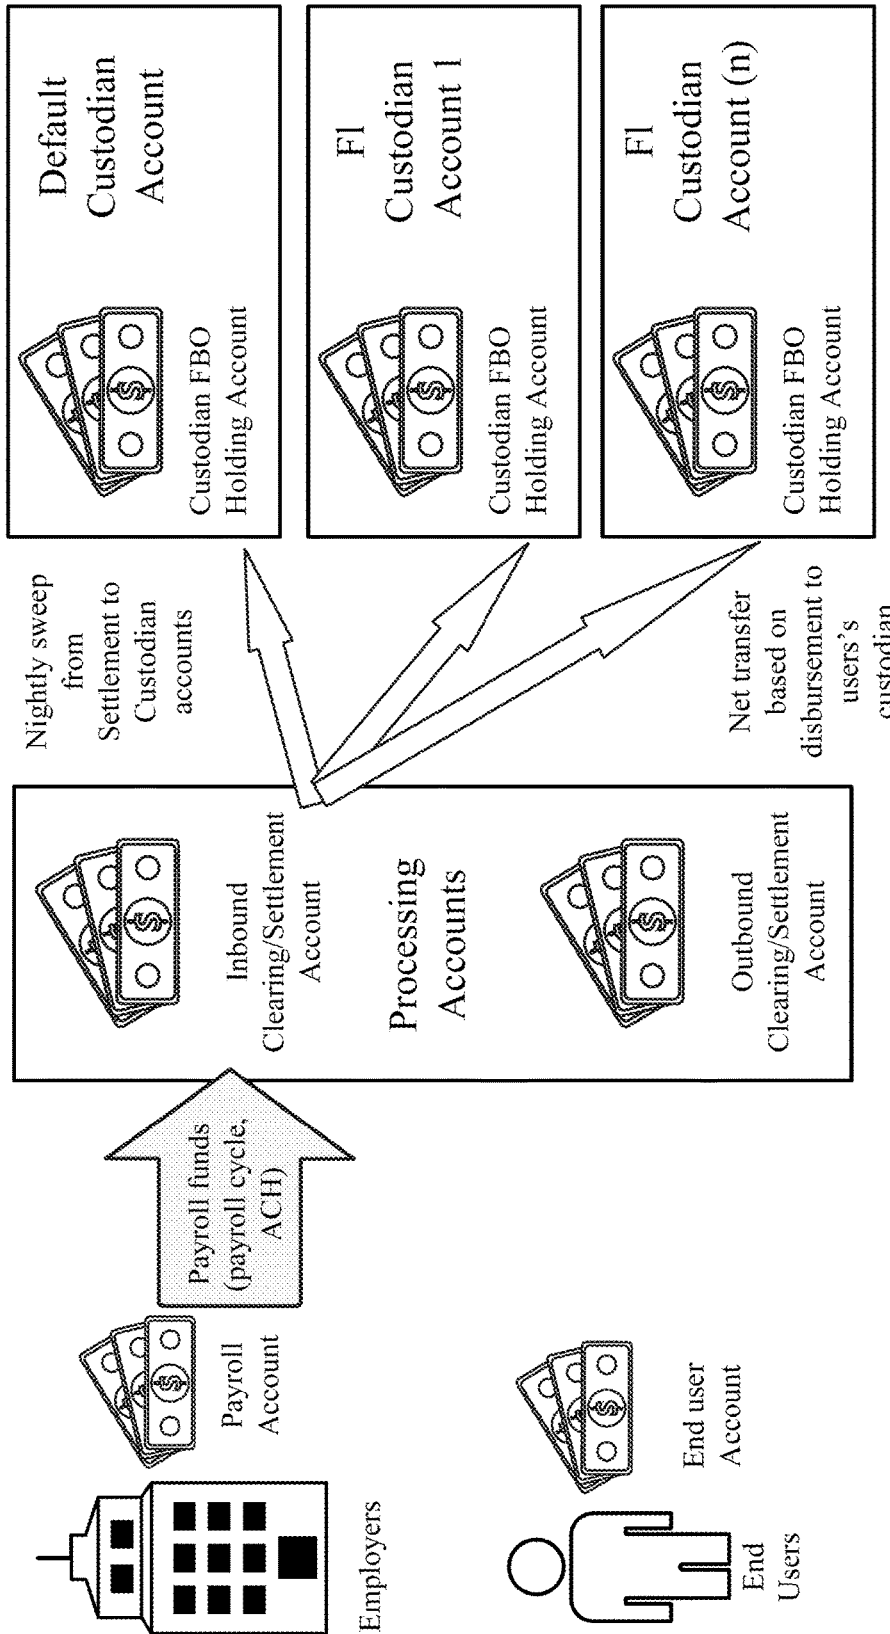 Employers
Payroll
Account
Payroll funds
(payroll cycle,
ACH)
End
Users
End user
Account
Inbound
Clearing/Settlement
Account
Processing
Accounts
Outbound
Clearing/Settlement
Account
Nightly sweep
from
Settlement to
Custodian
accounts
Net transfer
based on
disbursement to
users's
custodian
Default
Custodian
Account
Custodian FBO
Holding Account
Fl
Custodian
Account 1
Custodian FBO
Holding Account
Fl
Custodian
Account (n)
Custodian FBO
Holding Account